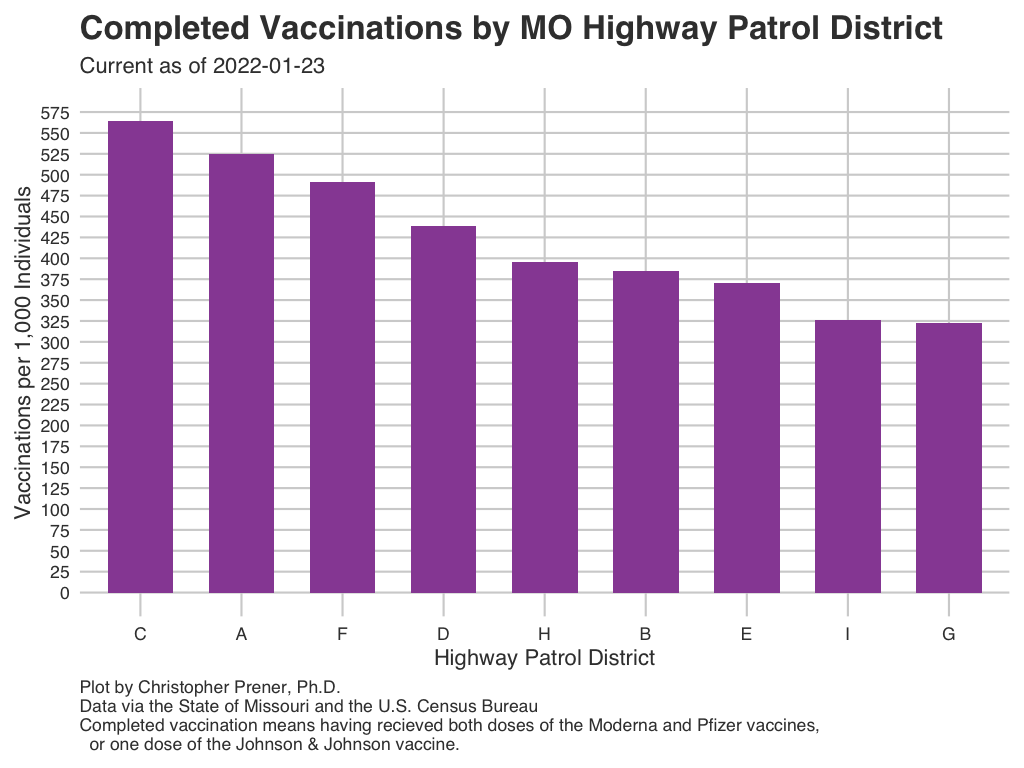 Completed Vaccinations by MO Highway Patrol District
Current as of 2022-01-23
Vaccinations per 1,000 Individuals
575
550
525
500
475
450
425
400
375
350
325
300
275
250
225
200
175
150
125
100
75
50
25
0
C A F D H B E I G
Highway Patrol District
Plot by Christopher Prener, Ph.D.
Data via the State of Missouri and the U.S. Census Bureau
Completed vaccination means having recieved both doses of the Moderna and Pfizer vaccines,
or one dose of the Johnson & Johnson vaccine.